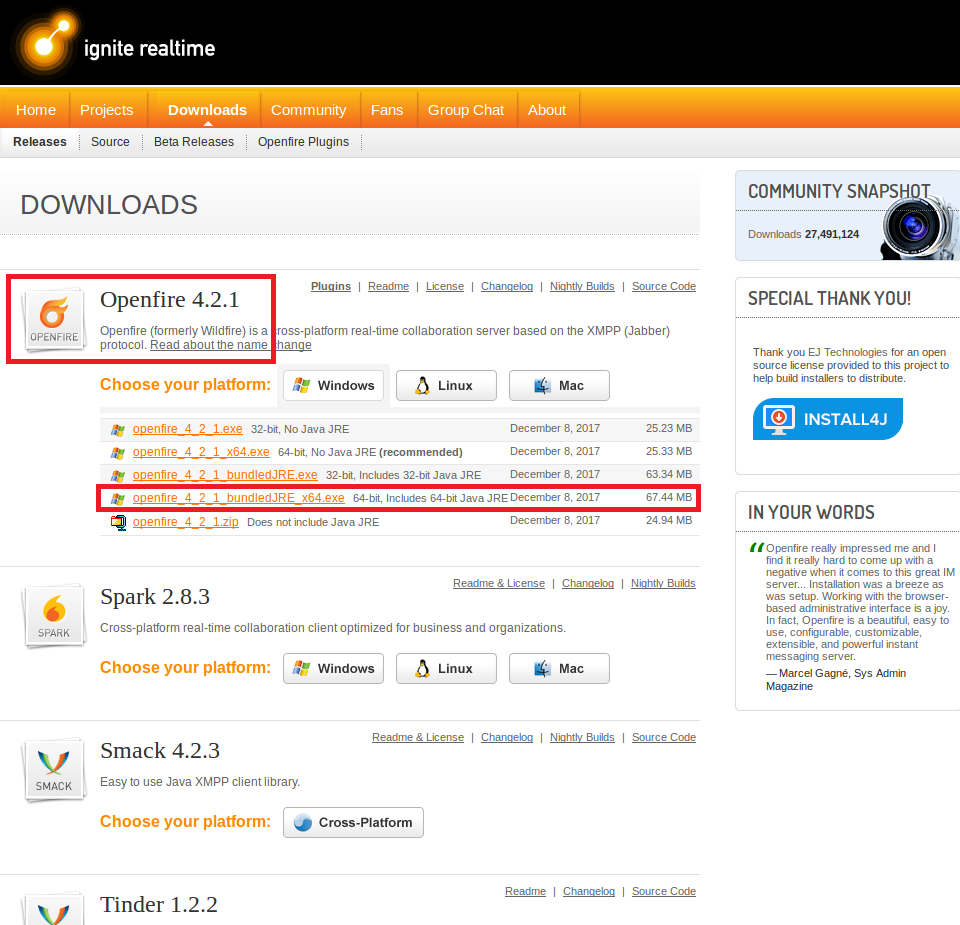 ignite realtime
Home Projects Downloads Community Fans Group Chat About
Releases Source Beta Releases Openfire Plugins
DOWNLOADS
OPENFIRE
Openfire 4.2.1
Plugins | Readme | License | Changelog | Nightly Builds | Source Code
Openfire (formerly Wildfire) is a cross-platform real-time collaboration server based on the XMPP (Jabber)
protocol. Read about the name change
Choose your platform: Windows Linux Mac
openfire_4_2_1.exe 32-bit, No Java JRE December 8, 2017 25.23 MB
openfire_4_2_1_x64.exe 64-bit, No Java JRE (recommended) December 8, 2017 25.33 MB
openfire_4_2_1_bundledJRE.exe 32-bit, Includes 32-bit Java JRE December 8, 2017 63.34 MB
openfire_4_2_1_bundledJRE_x64.exe 64-bit, Includes 64-bit Java JRE December 8, 2017 67.44 MB
openfire_4_2_1.zip Does not include Java JRE December 8, 2017 24.94 MB
SPARK
Spark 2.8.3
Readme & License | Changelog | Nightly Builds
Cross-platform real-time collaboration client optimized for business and organizations.
Choose your platform: Windows Linux Mac
SMACK
Smack 4.2.3
Readme & License | Changelog | Nightly Builds | Source Code
Easy to use Java XMPP client library.
Choose your platform: Cross-Platform
Tinder 1.2.2
Readme | Changelog | Source Code
COMMUNITY SNAPSHOT
Downloads 27,491,124
SPECIAL THANK YOU!
Thank you EJ Technologies for an open
source license provided to this project to
help build installers to distribute.
INSTALL4J
IN YOUR WORDS
“Openfire really impressed me and I
find it really hard to come up with a
negative when it comes to this great IM
server... Installation was a breeze as
was setup. Working with the browser-
based administrative interface is a joy.
In fact, Openfire is a beautiful, easy to
use, configurable, customizable,
extensible, and powerful instant
messaging server.
— Marcel Gagné, Sys Admin
Magazine